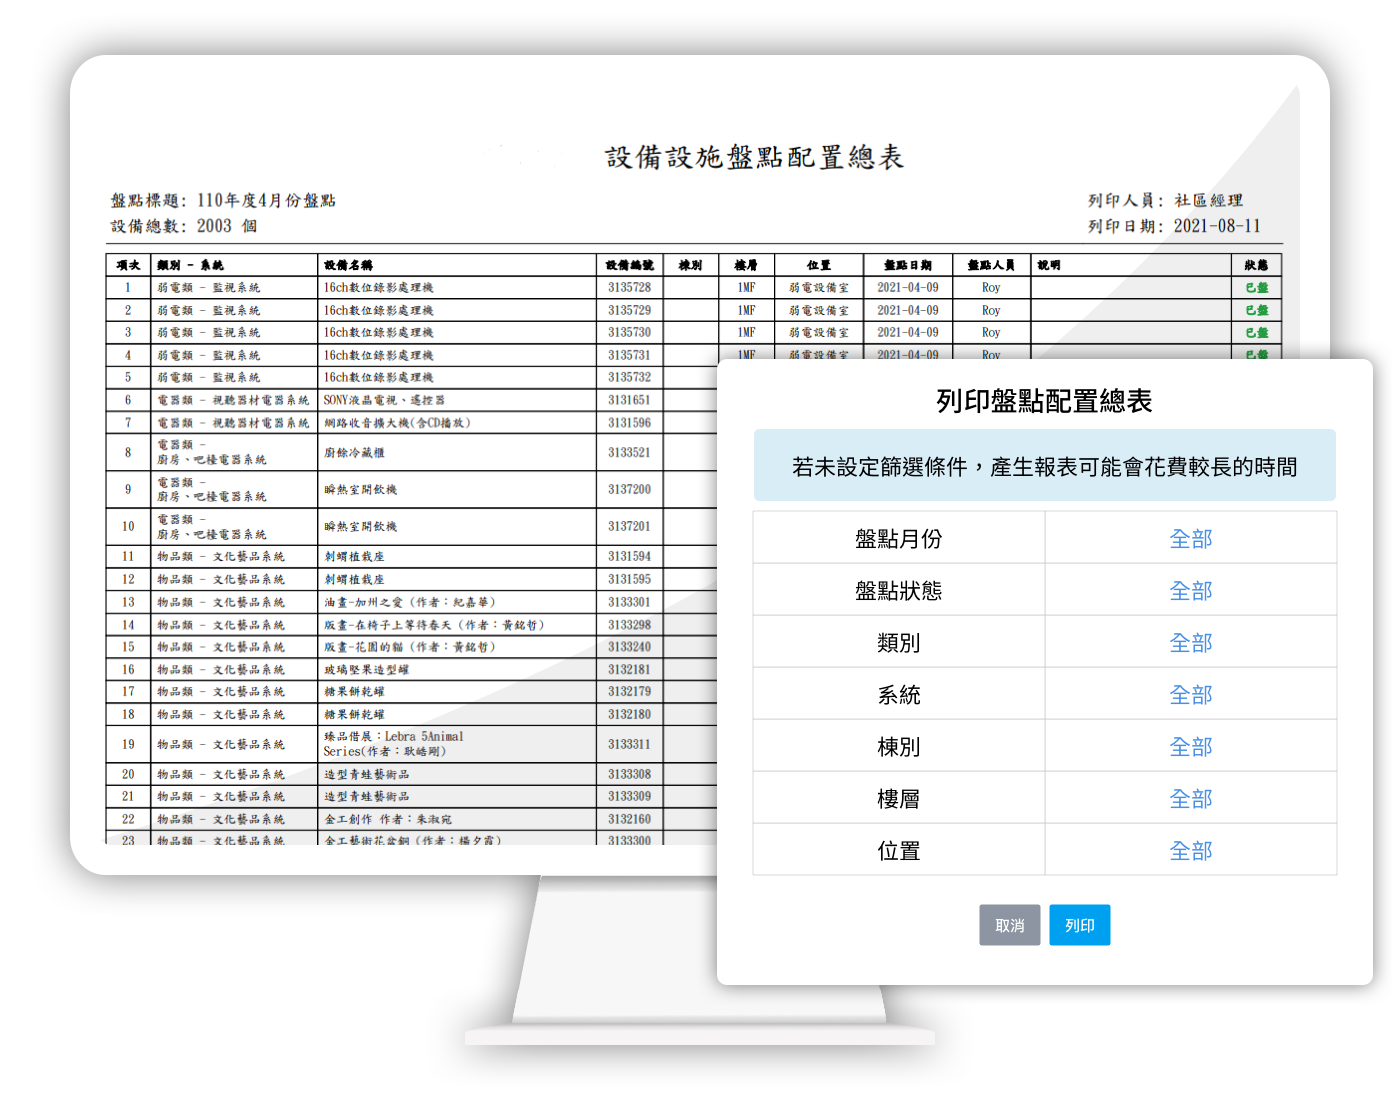 設備設施盤點配置總表
盤點標題: 110年度4月份盤點
設備總數: 2003 個
列印人員: 社區經理
列印日期: 2021-08-11
項次 類別 - 系統 設備名稱 設備編號 棟別 樓層 位置 盤點日期 盤點人員 說明 狀態
1 弱電類 - 監視系統 16ch數位錄影處理機 3135728 1MF 弱電設備室 2021-04-09 Roy 已盤
2 弱電類 - 監視系統 16ch數位錄影處理機 3135729 1MF 弱電設備室 2021-04-09 Roy 已盤
3 弱電類 - 監視系統 16ch數位錄影處理機 3135730 1MF 弱電設備室 2021-04-09 Roy 已盤
4 弱電類 - 監視系統 16ch數位錄影處理機 3135731 1MF 弱電設備室 2021-04-09 Roy 已盤
5 弱電類 - 監視系統 16ch數位錄影處理機 3135732
6 電器類 - 視聽器材電器系統 SONY液晶電視、遙控器 3131651
7 電器類 - 視聽器材電器系統 網路收音擴大機(含CD播放) 3131596
8 電器類 -
廚房、吧檯電器系統 廚餘冷藏櫃 3133521
9 電器類 -
廚房、吧檯電器系統 瞬熱室開飲機 3137200
10 電器類 -
廚房、吧檯電器系統 瞬熱室開飲機 3137201
11 物品類 - 文化藝品系統 刺蝟植栽座 3131594
12 物品類 - 文化藝品系統 刺蝟植栽座 3131595
13 物品類 - 文化藝品系統 油畫-加州之愛 (作者：紀嘉華) 3133301
14 物品類 - 文化藝品系統 版畫-在椅子上等待春天 (作者：黃銘哲) 3133298
15 物品類 - 文化藝品系統 版畫-花園的貓 (作者：黃銘哲) 3133240
16 物品類 - 文化藝品系統 玻璃堅果造型罐 3132181
17 物品類 - 文化藝品系統 糖果餅乾罐 3132179
18 物品類 - 文化藝品系統 糖果餅乾罐 3132180
19 物品類 - 文化藝品系統 臻品借展：Lebra 5Animal
Series(作者：耿皓剛) 3133311
20 物品類 - 文化藝品系統 造型青蛙藝術品 3133308
21 物品類 - 文化藝品系統 造型青蛙藝術品 3133309
22 物品類 - 文化藝品系統 金工創作 作者：朱淑宛 3132160
23 物品類 - 文化藝品系統 金工藝術花盆銅 (作者：楊夕霞) 3133300
列印盤點配置總表
若未設定篩選條件，產生報表可能會花費較長的時間
盤點月份 全部
盤點狀態 全部
類別 全部
系統 全部
棟別 全部
樓層 全部
位置 全部
取消 列印